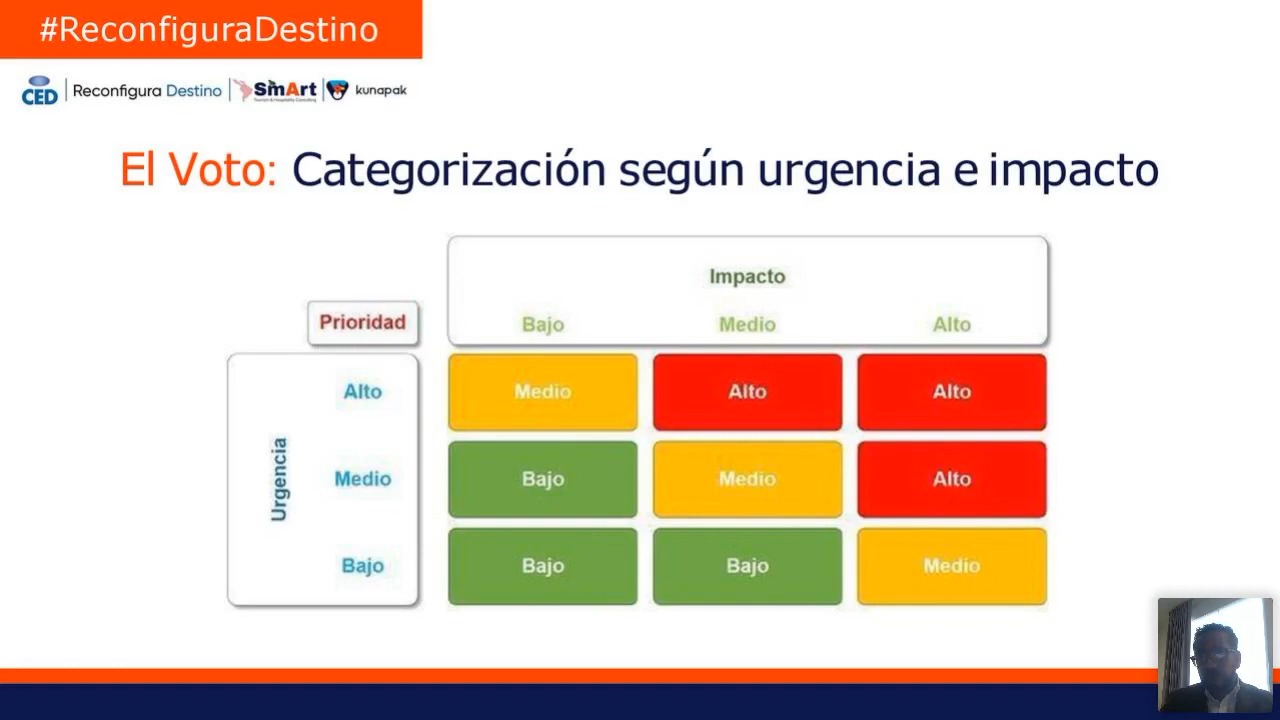 #ReconfiguraDestino
CED Reconfigura Destino SmArt kunapak
El Voto: Categorización según urgencia e impacto
Impacto
Prioridad Bajo Medio Alto
Alto Medio Alto Alto
Urgencia
Medio Bajo Medio Alto
Bajo Bajo Bajo Medio